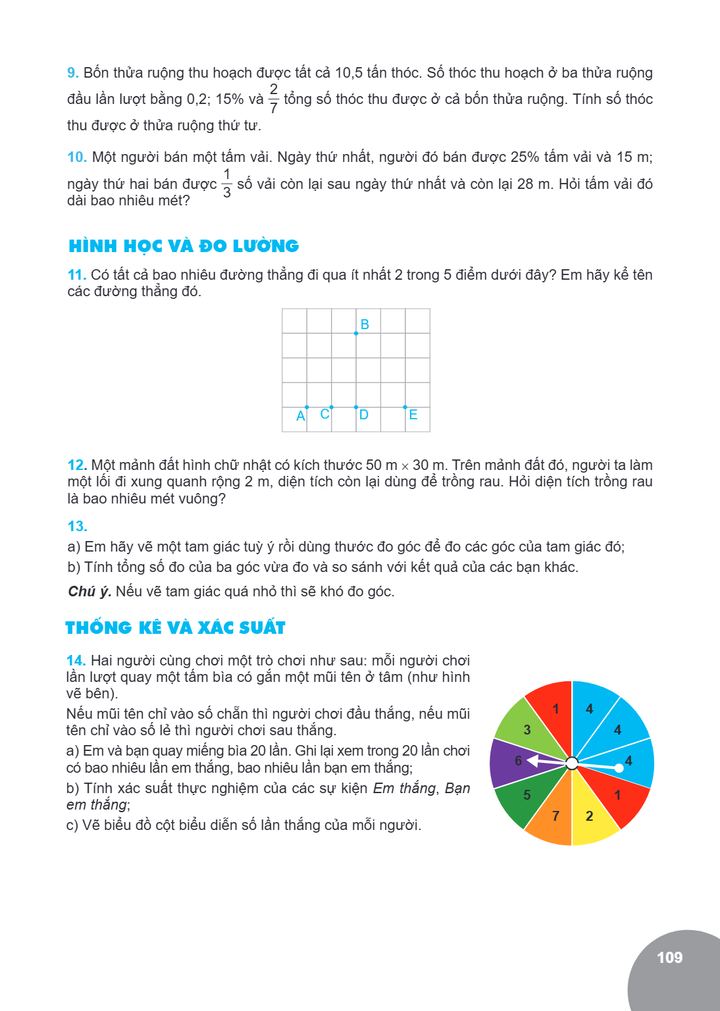 9. Bốn thửa ruộng thu hoạch được tất cả 10,5 tấn thóc. Số thóc thu hoạch ở ba thửa ruộng
đầu lần lượt bằng 0,2; 15% và 2/7 tổng số thóc thu được ở cả bốn thửa ruộng. Tính số thóc
thu được ở thửa ruộng thứ tư.
10. Một người bán một tấm vải. Ngày thứ nhất, người đó bán được 25% tấm vải và 15 m;
ngày thứ hai bán được 1/3 số vải còn lại sau ngày thứ nhất và còn lại 28 m. Hỏi tấm vải đó
dài bao nhiêu mét?
HÌNH HỌC VÀ ĐO LƯỜNG
11. Có tất cả bao nhiêu đường thẳng đi qua ít nhất 2 trong 5 điểm dưới đây? Em hãy kể tên
các đường thẳng đó.
B
A C D E
12. Một mảnh đất hình chữ nhật có kích thước 50 m × 30 m. Trên mảnh đất đó, người ta làm
một lối đi xung quanh rộng 2 m, diện tích còn lại dùng để trồng rau. Hỏi diện tích trồng rau
là bao nhiêu mét vuông?
13.
a) Em hãy vẽ một tam giác tuỳ ý rồi dùng thước đo góc để đo các góc của tam giác đó;
b) Tính tổng số đo của ba góc vừa đo và so sánh với kết quả của các bạn khác.
Chú ý. Nếu vẽ tam giác quá nhỏ thì sẽ khó đo góc.
THỐNG KÊ VÀ XÁC SUẤT
14. Hai người cùng chơi một trò chơi như sau: mỗi người chơi
lần lượt quay một tấm bìa có gắn một mũi tên ở tâm (như hình
vẽ bên).
Nếu mũi tên chỉ vào số chẵn thì người chơi đầu thắng, nếu mũi
tên chỉ vào số lẻ thì người chơi sau thắng.
a) Em và bạn quay miếng bìa 20 lần. Ghi lại xem trong 20 lần chơi
có bao nhiêu lần em thắng, bao nhiêu lần bạn em thắng;
b) Tính xác suất thực nghiệm của các sự kiện Em thắng, Bạn
em thắng;
c) Vẽ biểu đồ cột biểu diễn số lần thắng của mỗi người.
1 4
3 4
6 4
5 1
7 2
109